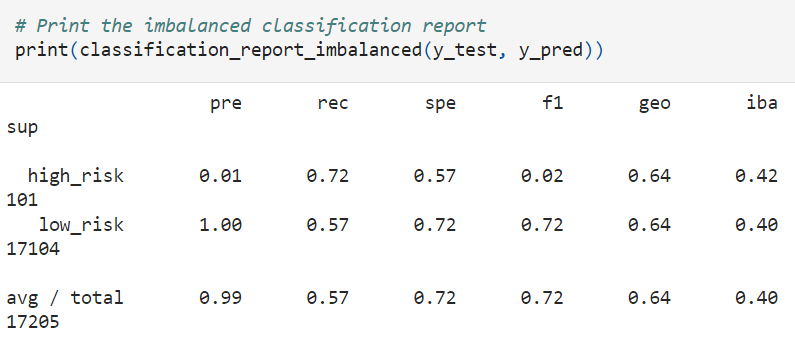 # Print the imbalanced classification report
print(classification_report_imbalanced(y_test, y_pred))
pre rec spe f1 geo iba
sup
high_risk 0.01 0.72 0.57 0.02 0.64 0.42
101
low_risk 1.00 0.57 0.72 0.72 0.64 0.40
17104
avg / total 0.99 0.57 0.72 0.72 0.64 0.40
17205